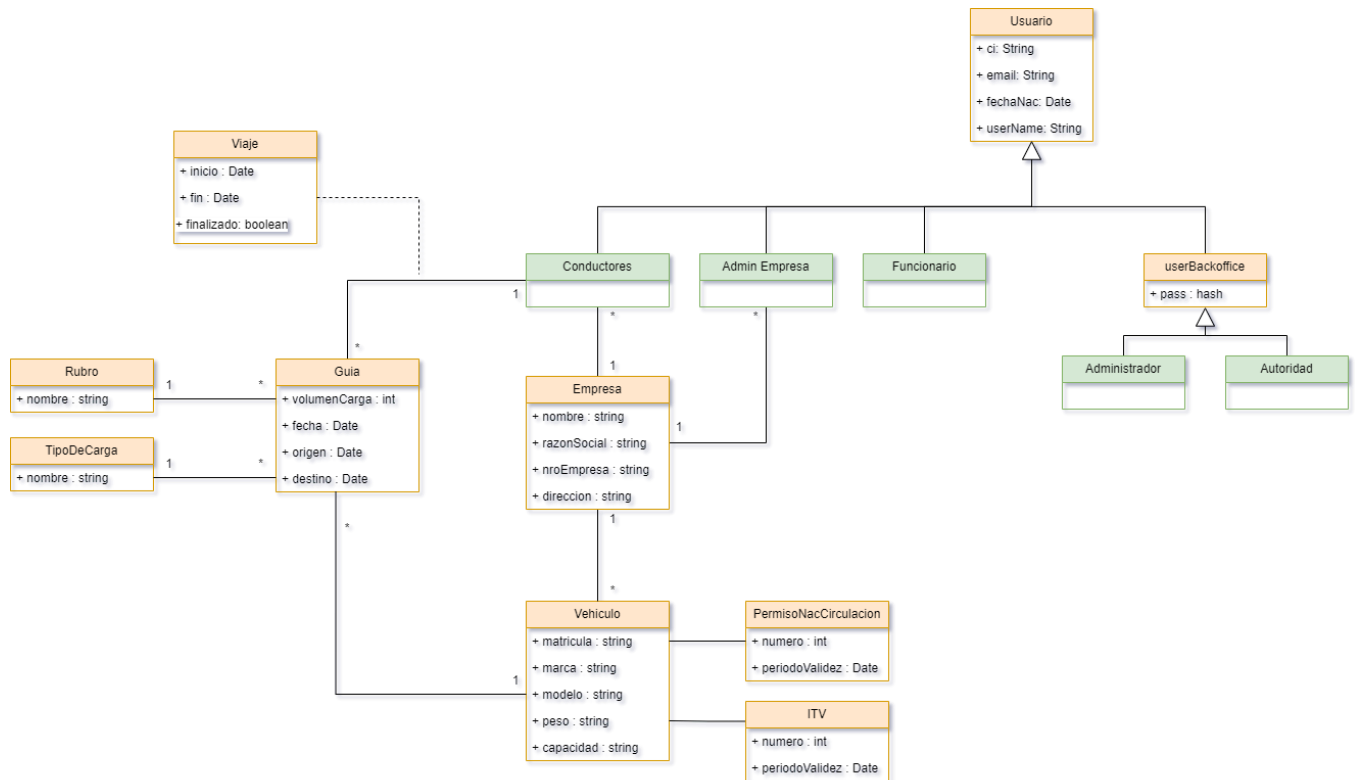 Usuario
+ ci: String
+ email: String
+ fechaNac: Date
+ userName: String
Viaje
+ inicio : Date
+ fin : Date
+ finalizado: boolean
Conductores
Admin Empresa
Funcionario
userBackoffice
+ pass : hash
1
*
*
*
1
Administrador
Autoridad
Rubro
+ nombre : string
1
*
Guia
+ volumenCarga : int
+ fecha : Date
+ origen : Date
+ destino : Date
Empresa
+ nombre : string
+ razonSocial : string
+ nroEmpresa : string
+ direccion : string
1
TipoDeCarga
+ nombre : string
1
*
*
1
*
1
Vehiculo
+ matricula : string
+ marca : string
+ modelo : string
+ peso : string
+ capacidad : string
PermisoNacCirculacion
+ numero : int
+ periodoValidez : Date
ITV
+ numero : int
+ periodoValidez : Date